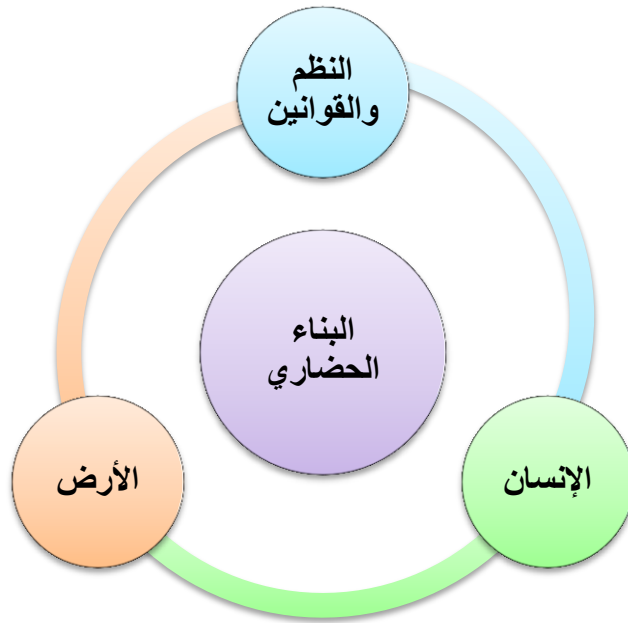 النظم
والقوانين
البناء
الحضاري
الإنسان
الأرض